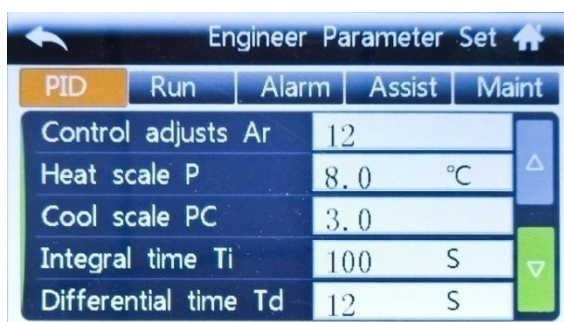 Engineer Parameter Set
PID Run Alarm Assist Maint
Control adjusts Ar 12
Heat scale P 8.0 °C
Cool scale PC 3.0
Integral time Ti 100 S
Differential time Td 12 S